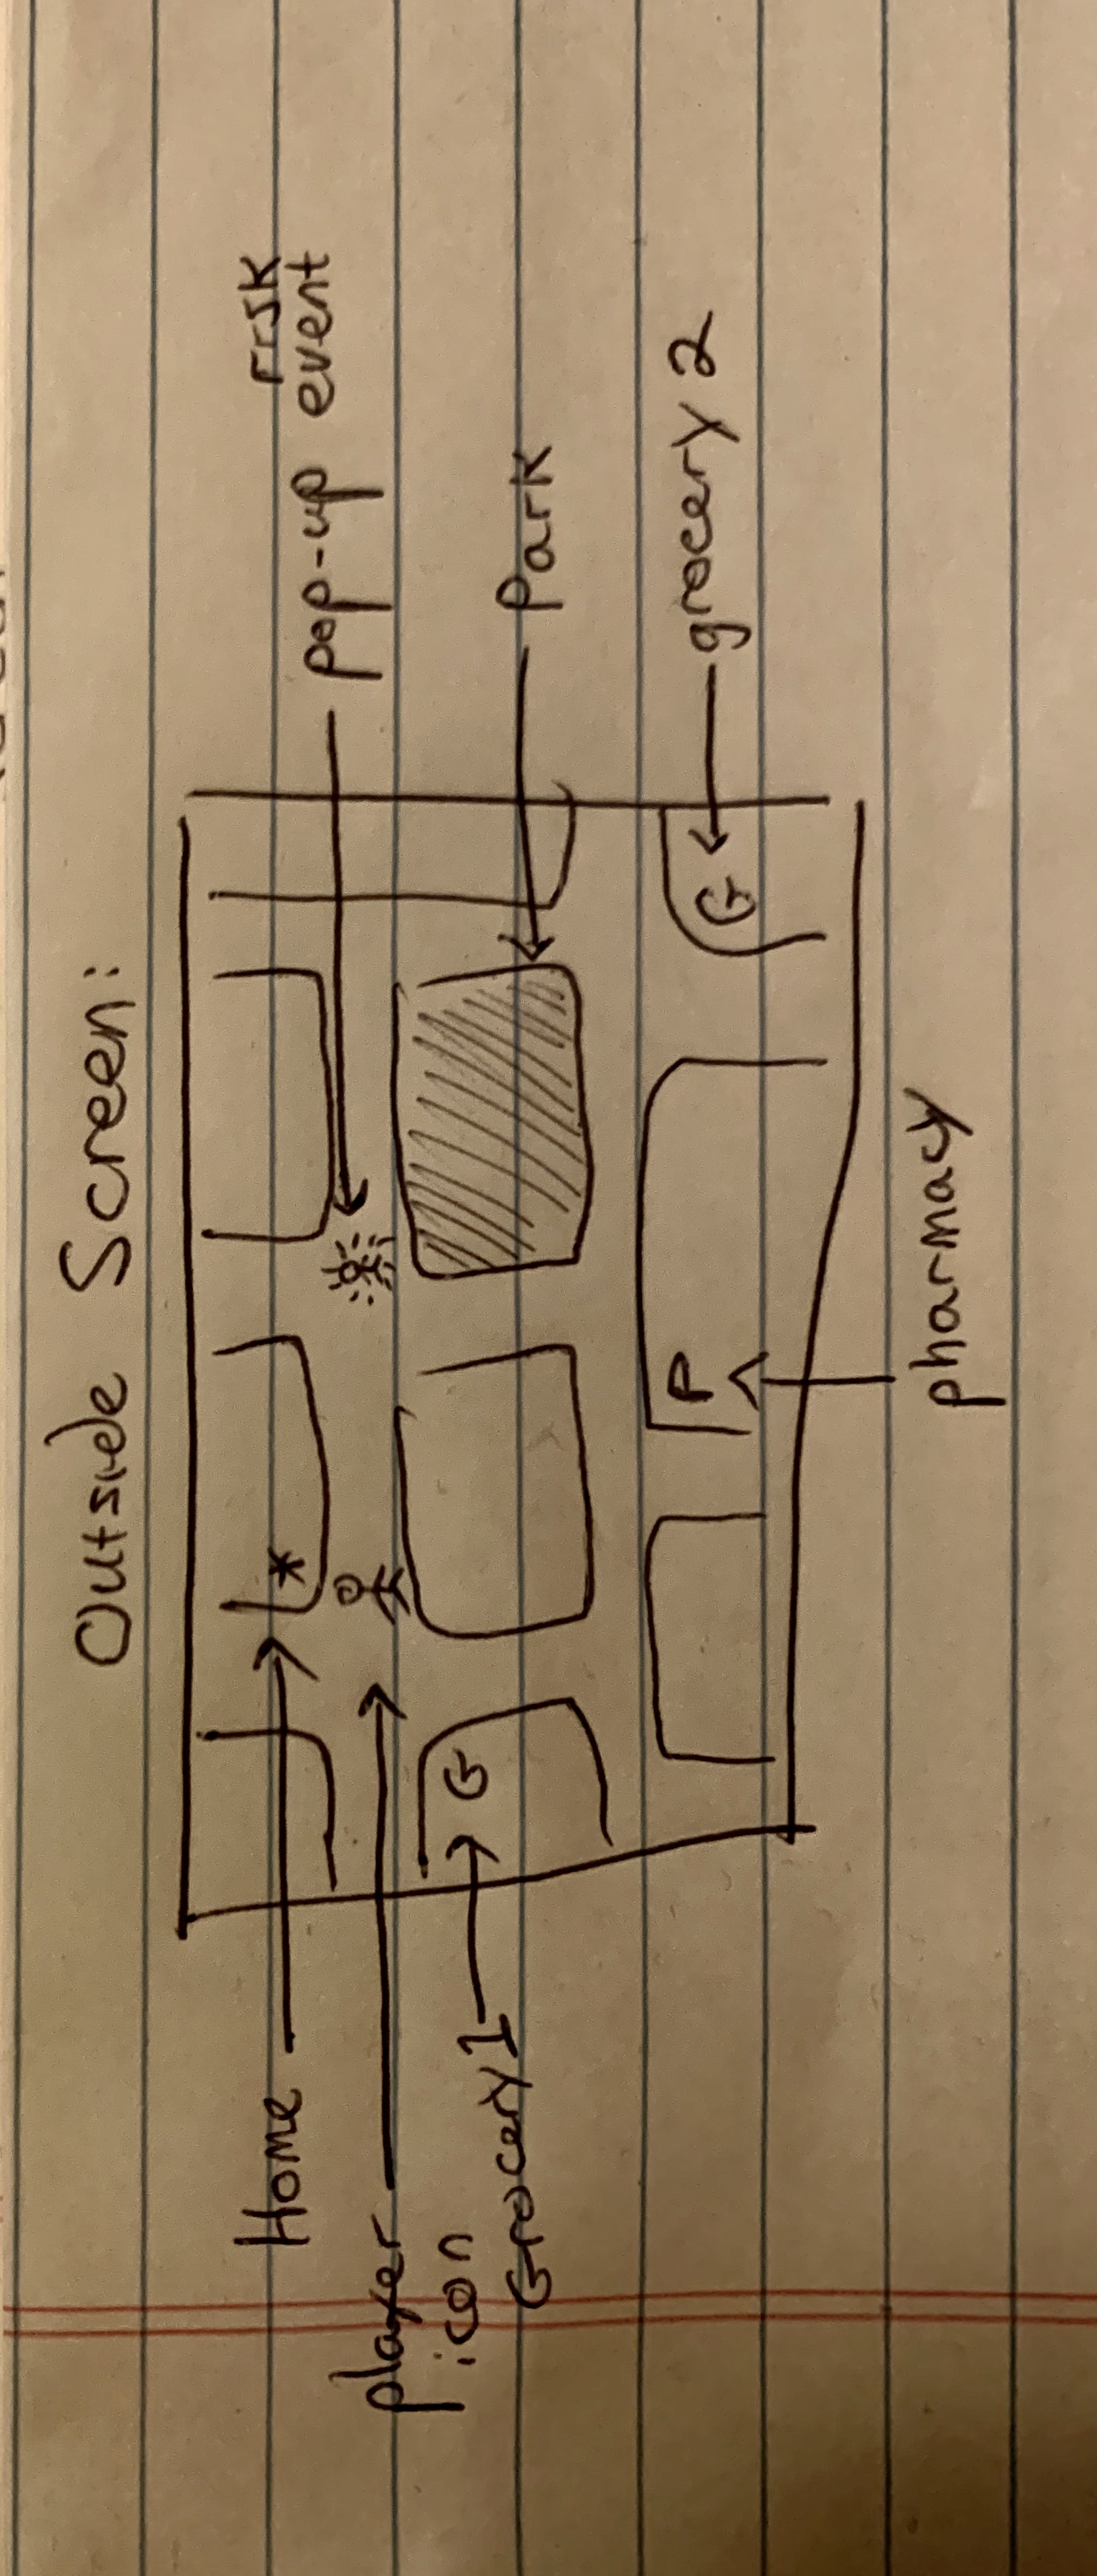 Outside Screen:
Home
player
icon
Grocery 1
*
G
P
G
risk
pop-up event
Park
grocery 2
pharmacy